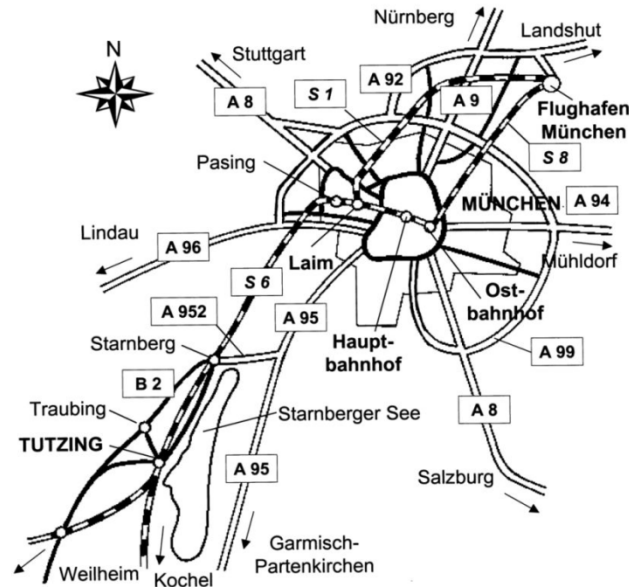 Nürnberg
N
Landshut
Stuttgart
A 92
S 1
A 9
A 8
Flughafen
München
Pasing
S 8
MÜNCHEN
A 94
Lindau
A 96
Laim
Mühldorf
S 6
Ost-
bahnhof
A 952
A 95
Haupt-
bahnhof
Starnberg
A 99
B 2
Starnberger See
A 8
Traubing
TUTZING
A 95
Salzburg
Garmisch-
Partenkirchen
Weilheim
Kochel